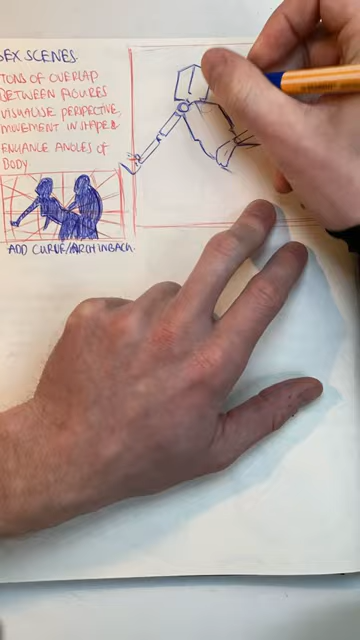 SEX SCENES.
TONS OF OVERLAP
BETWEEN FIGURES
VISUALISE PERSPECTIVE,
MOVEMENT IN SHAPE &
ENHANCE ANGLES OF
BODY
ADD CURVE/ARCH IN BACK.